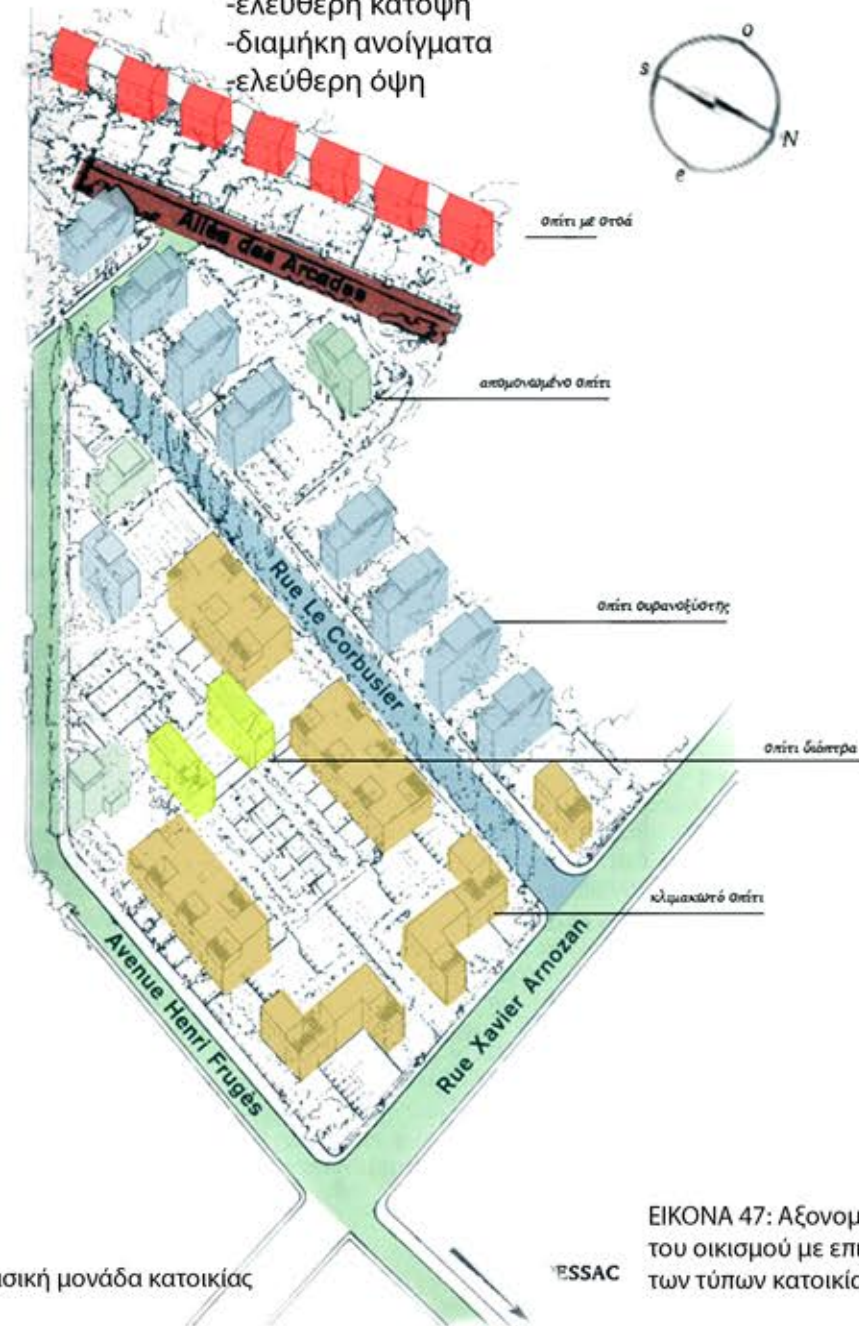 -ελεύθερη κάτοψη
-διαμήκη ανοίγματα
-ελεύθερη όψη
o
s
N
e
σπίτι με στοά
Allée des Arcades
απομονωμένο σπίτι
Rue Le Corbusier
σπίτι ουρανοξύστης
σπίτι διόπτρα
κλιμακωτό σπίτι
Avenue Henri Frugès
Rue Xavier Arnozan
ΕΙΚΟΝΑ 47: Αξονομ
του οικισμού με επι
των τύπων κατοικία
ESSAC
σική μονάδα κατοικίας